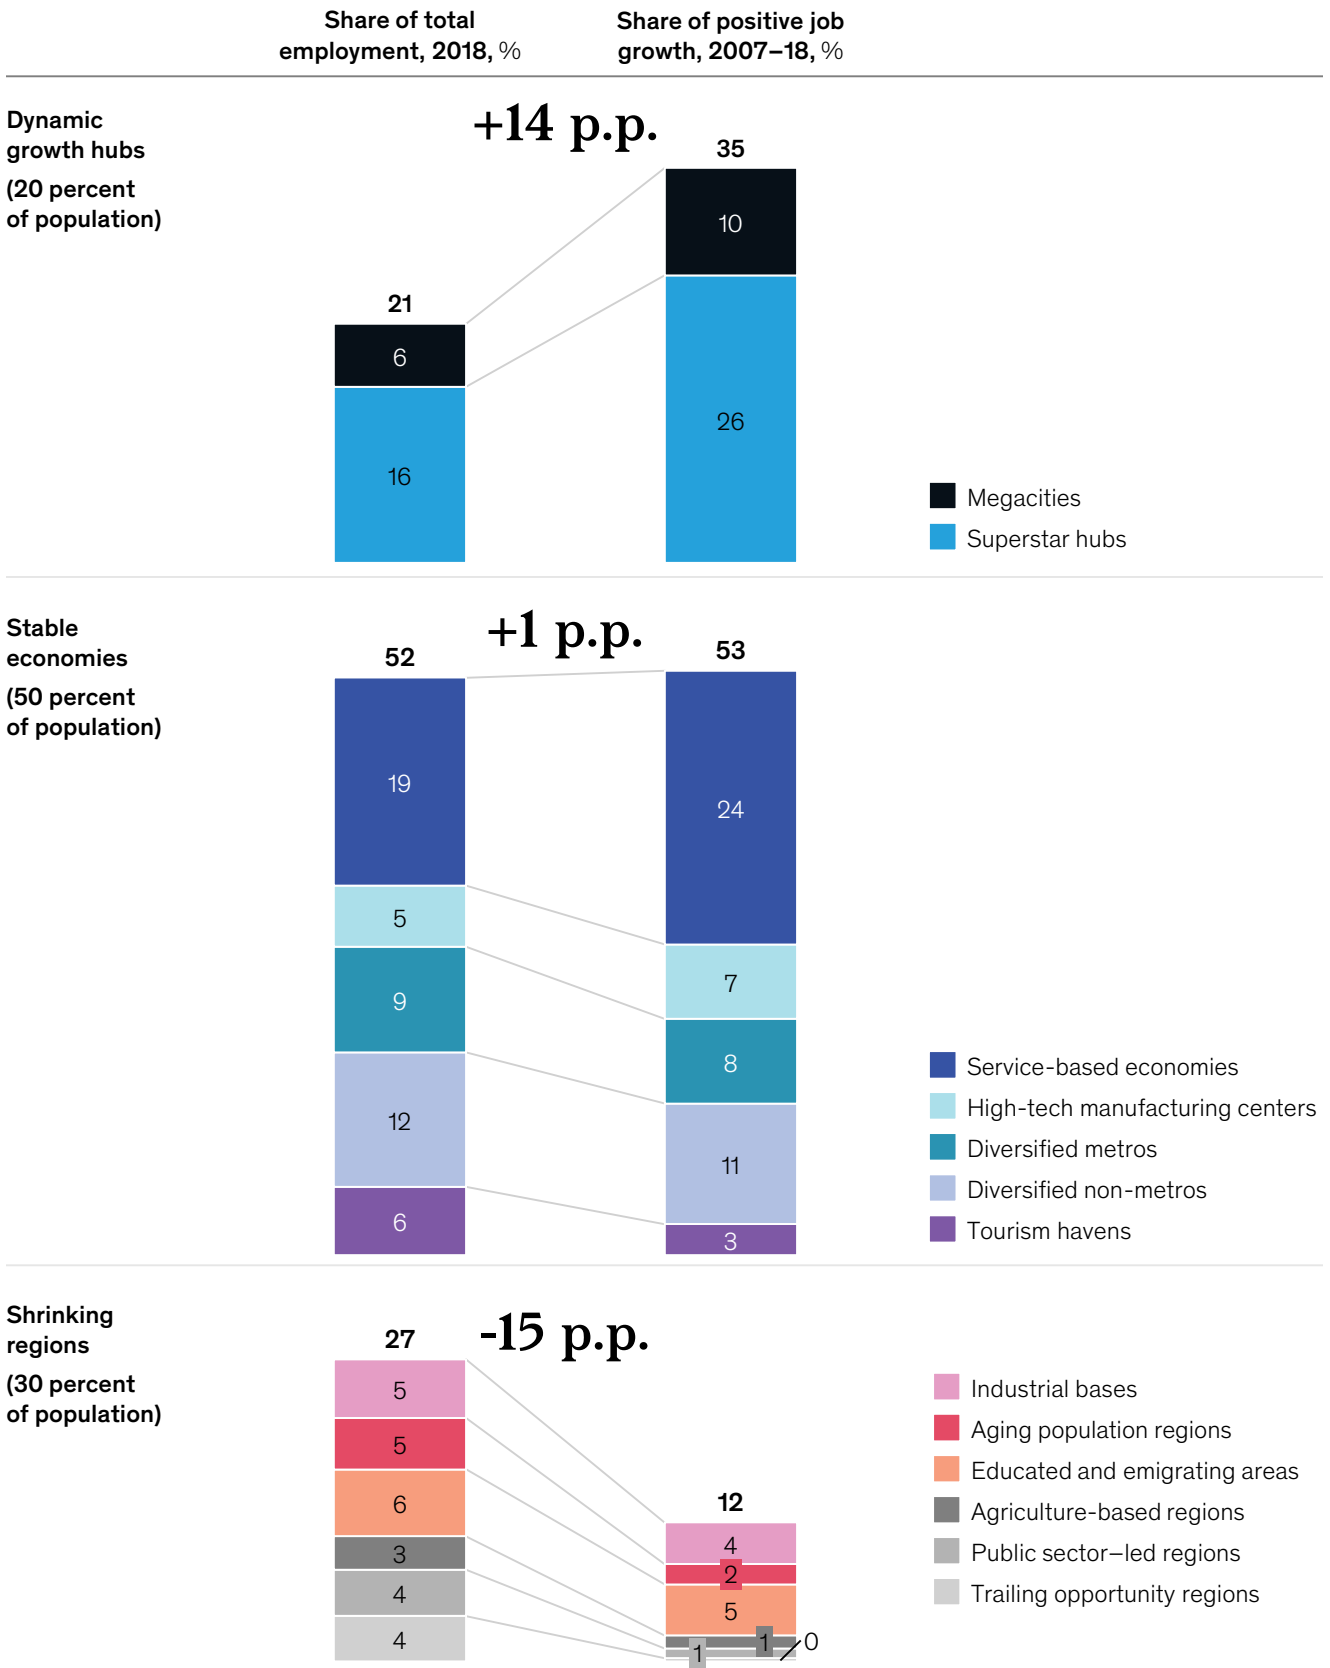 Share of total
employment, 2018, %
Share of positive job
growth, 2007–18, %
Dynamic
growth hubs
(20 percent
of population)
+14 p.p.
35
10
26
21
6
16
Megacities
Superstar hubs
Stable
economies
(50 percent
of population)
+1 p.p.
52
19
5
9
12
6
53
24
7
8
11
3
Service-based economies
High-tech manufacturing centers
Diversified metros
Diversified non-metros
Tourism havens
Shrinking
regions
(30 percent
of population)
-15 p.p.
27
5
5
6
3
4
4
12
4
2
5
1
1
0
Industrial bases
Aging population regions
Educated and emigrating areas
Agriculture-based regions
Public sector–led regions
Trailing opportunity regions